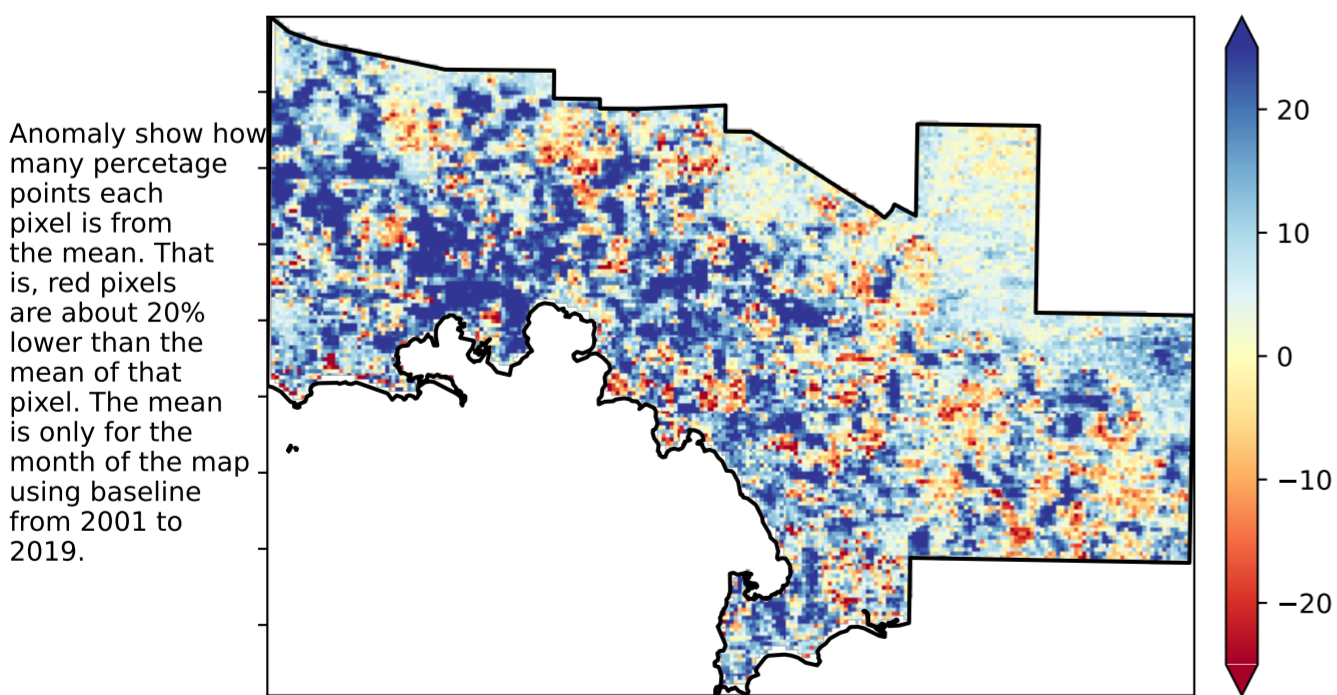 Anomaly show how
many percetage
points each
pixel is from
the mean. That
is, red pixels
are about 20%
lower than the
mean of that
pixel. The mean
is only for the
month of the map
using baseline
from 2001 to
2019.
20
10
0
−10
−20